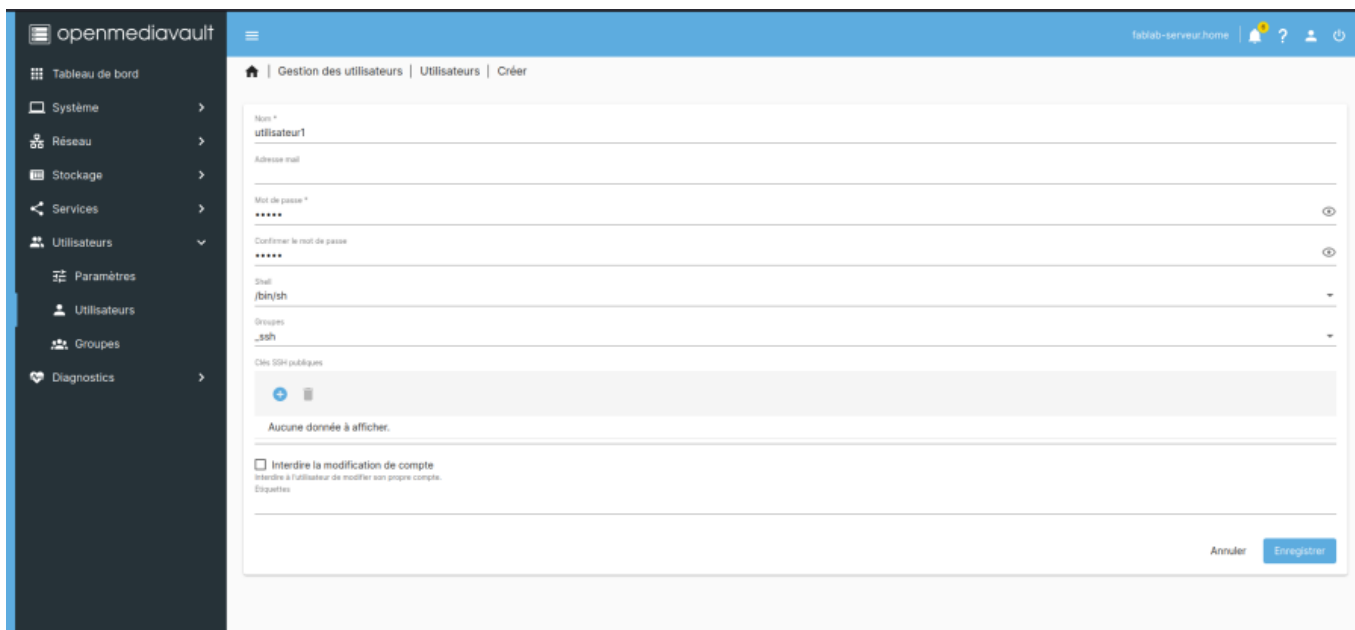 openmediavault
fablab-serveur.home
?
Tableau de bord
Système
Réseau
Stockage
Services
Utilisateurs
Paramètres
Utilisateurs
Groupes
Diagnostics
| Gestion des utilisateurs | Utilisateurs | Créer
Nom *
utilisateur1
Adresse mail
Mot de passe *
•••••
Confirmer le mot de passe
•••••
Shell
/bin/sh
Groupes
_ssh
Clés SSH publiques
Aucune donnée à afficher.
Interdire la modification de compte
Interdire à l'utilisateur de modifier son propre compte.
Étiquettes
Annuler
Enregistrer